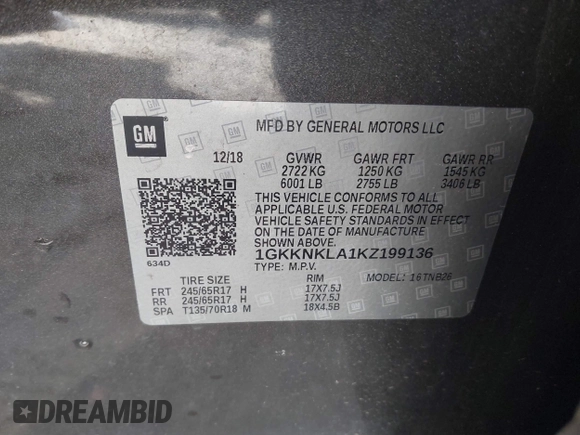 GM
MFD BY GENERAL MOTORS LLC
12/18 GVWR GAWR FRT GAWR RR
2722 KG 1250 KG 1545 KG
6001 LB 2755 LB 3406 LB
THIS VEHICLE CONFORMS TO ALL
APPLICABLE U.S. FEDERAL MOTOR
VEHICLE SAFETY STANDARDS IN EFFECT
ON THE DATE OF MANUFACTURE
SHOWN ABOVE.
1GKKNKLA1KZ199136
634D
TYPE: M.P.V. MODEL: 16TNB26
TIRE SIZE RIM
FRT 245/65R17 H 17X7.5J
RR 245/65R17 H 17X7.5J
SPA T135/70R18 M 18X4.5B
DREAMBID